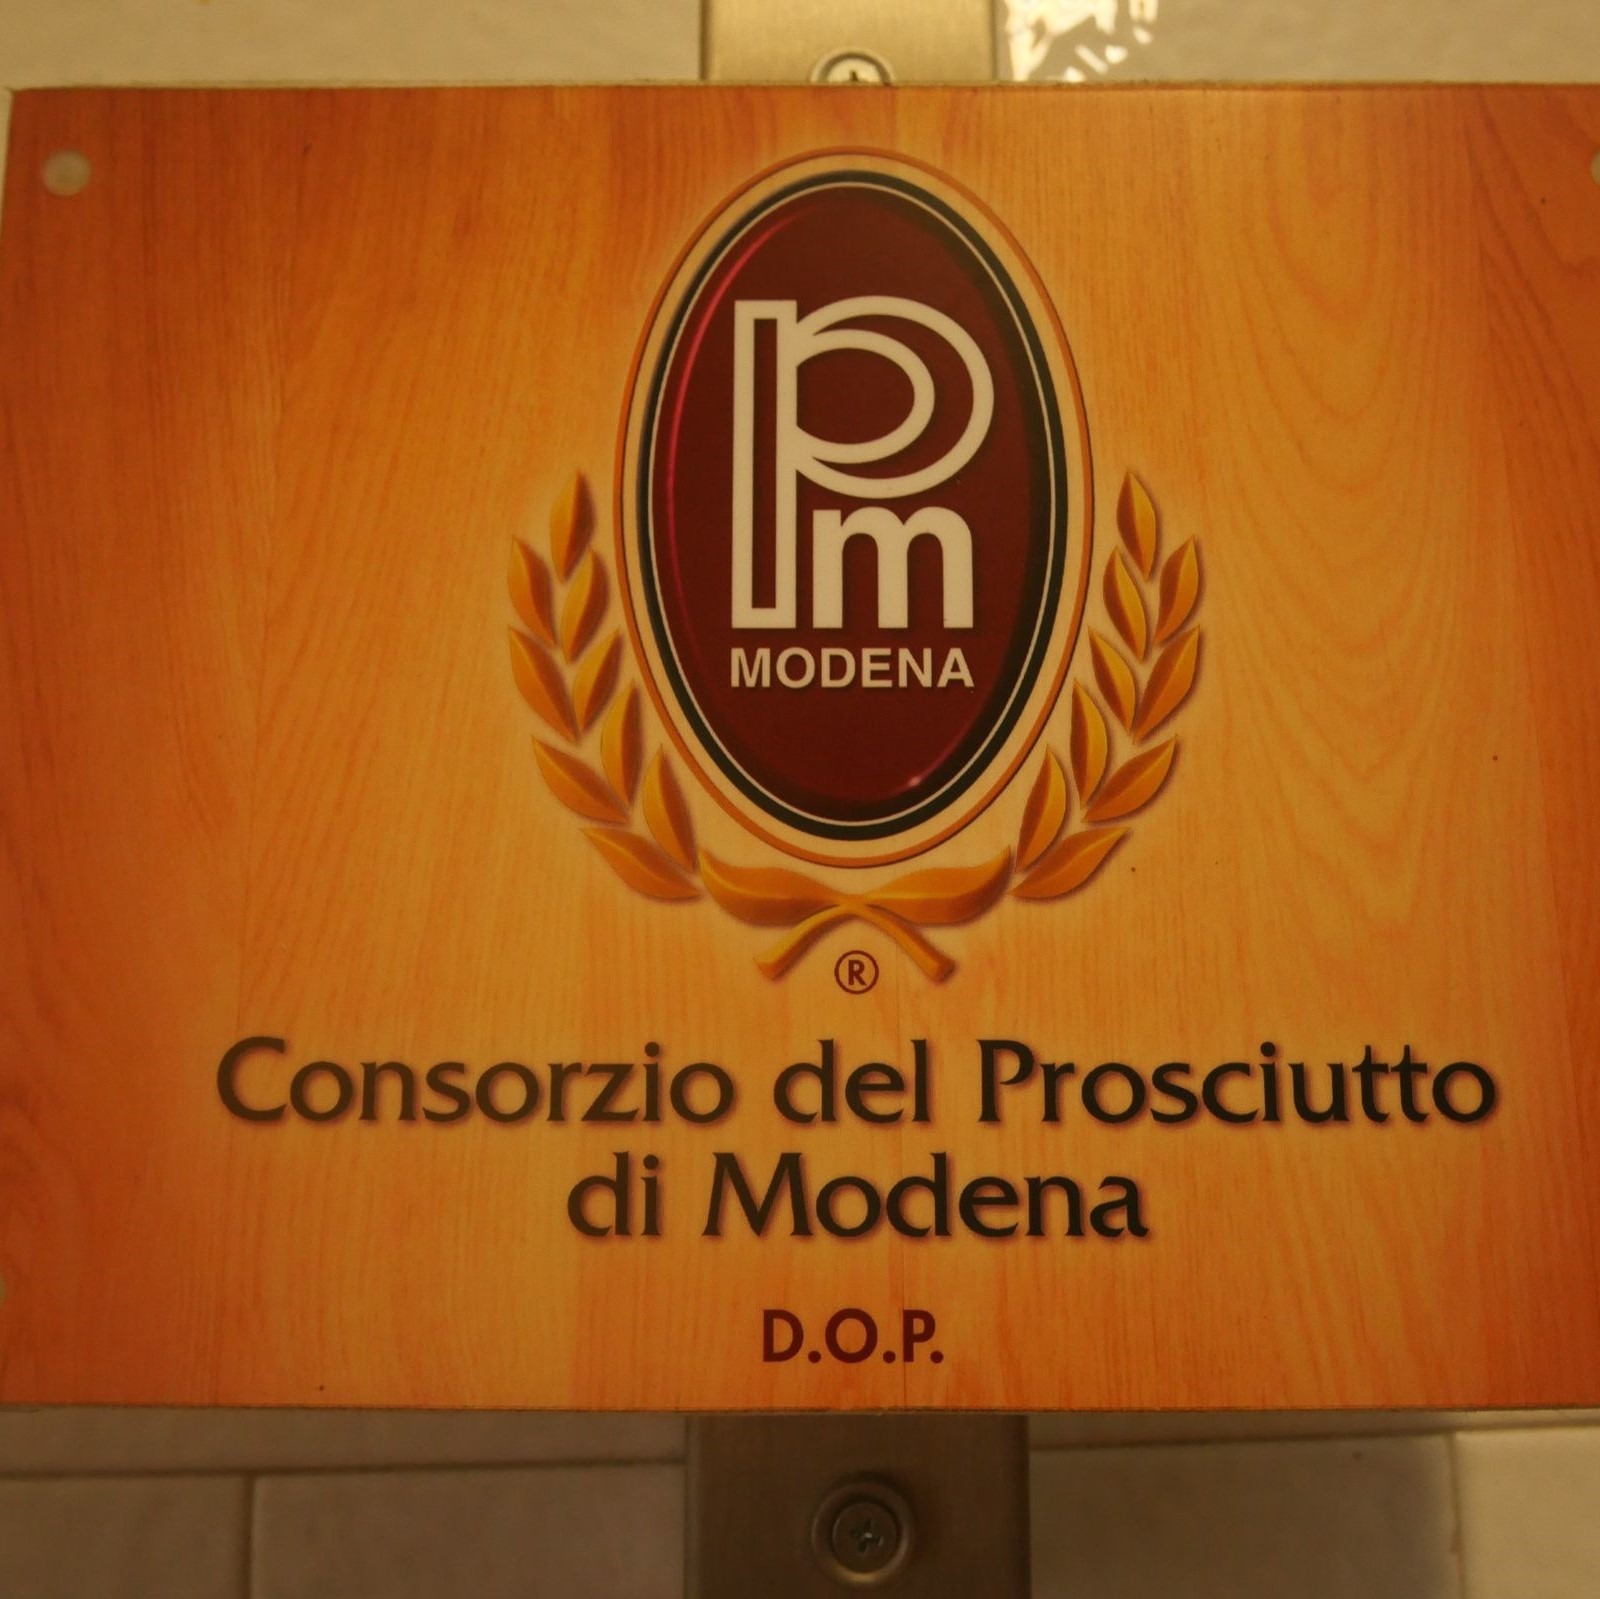 Pm
MODENA
®
Consorzio del Prosciutto
di Modena
D.O.P.